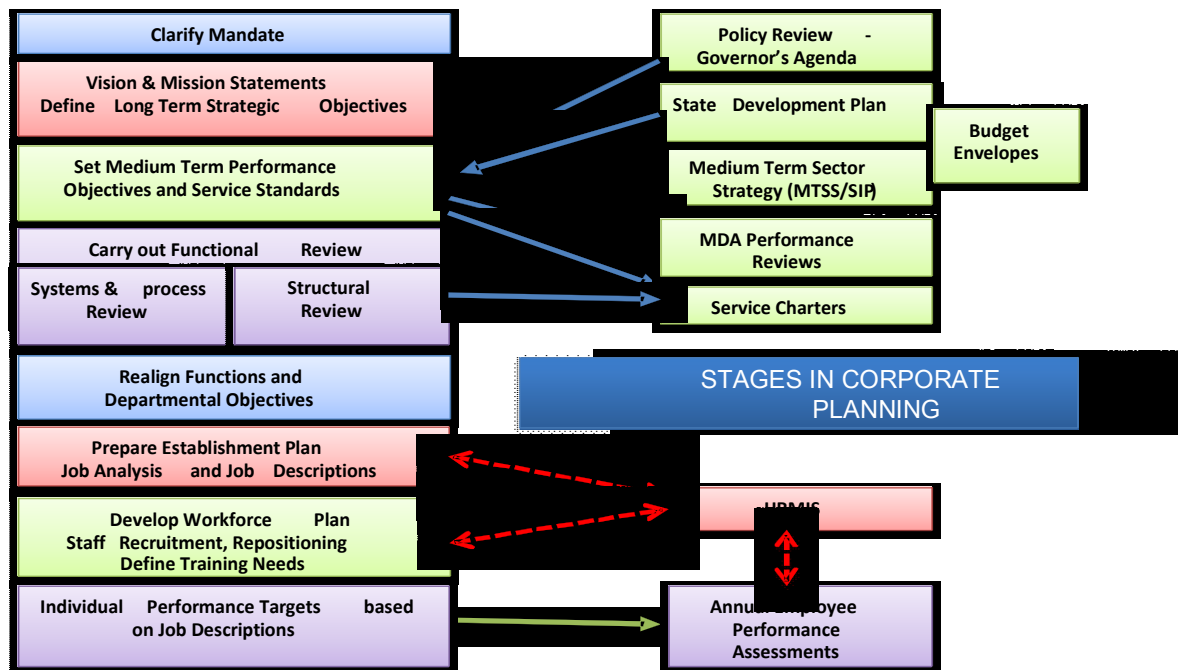 Clarify Mandate
Vision & Mission Statements
Define Long Term Strategic Objectives
Set Medium Term Performance
Objectives and Service Standards
Carry out Functional Review
Systems & process
Review
Structural
Review
Realign Functions and
Departmental Objectives
Prepare Establishment Plan
Job Analysis and Job Descriptions
Develop Workforce Plan
Staff Recruitment, Repositioning
Define Training Needs
Individual Performance Targets based
on Job Descriptions
Policy Review -
Governor's Agenda
State Development Plan
Medium Term Sector
Strategy (MTSS/SIP)
Budget
Envelopes
MDA Performance
Reviews
Service Charters
STAGES IN CORPORATE
PLANNING
Annual Employee
Performance
Assessments